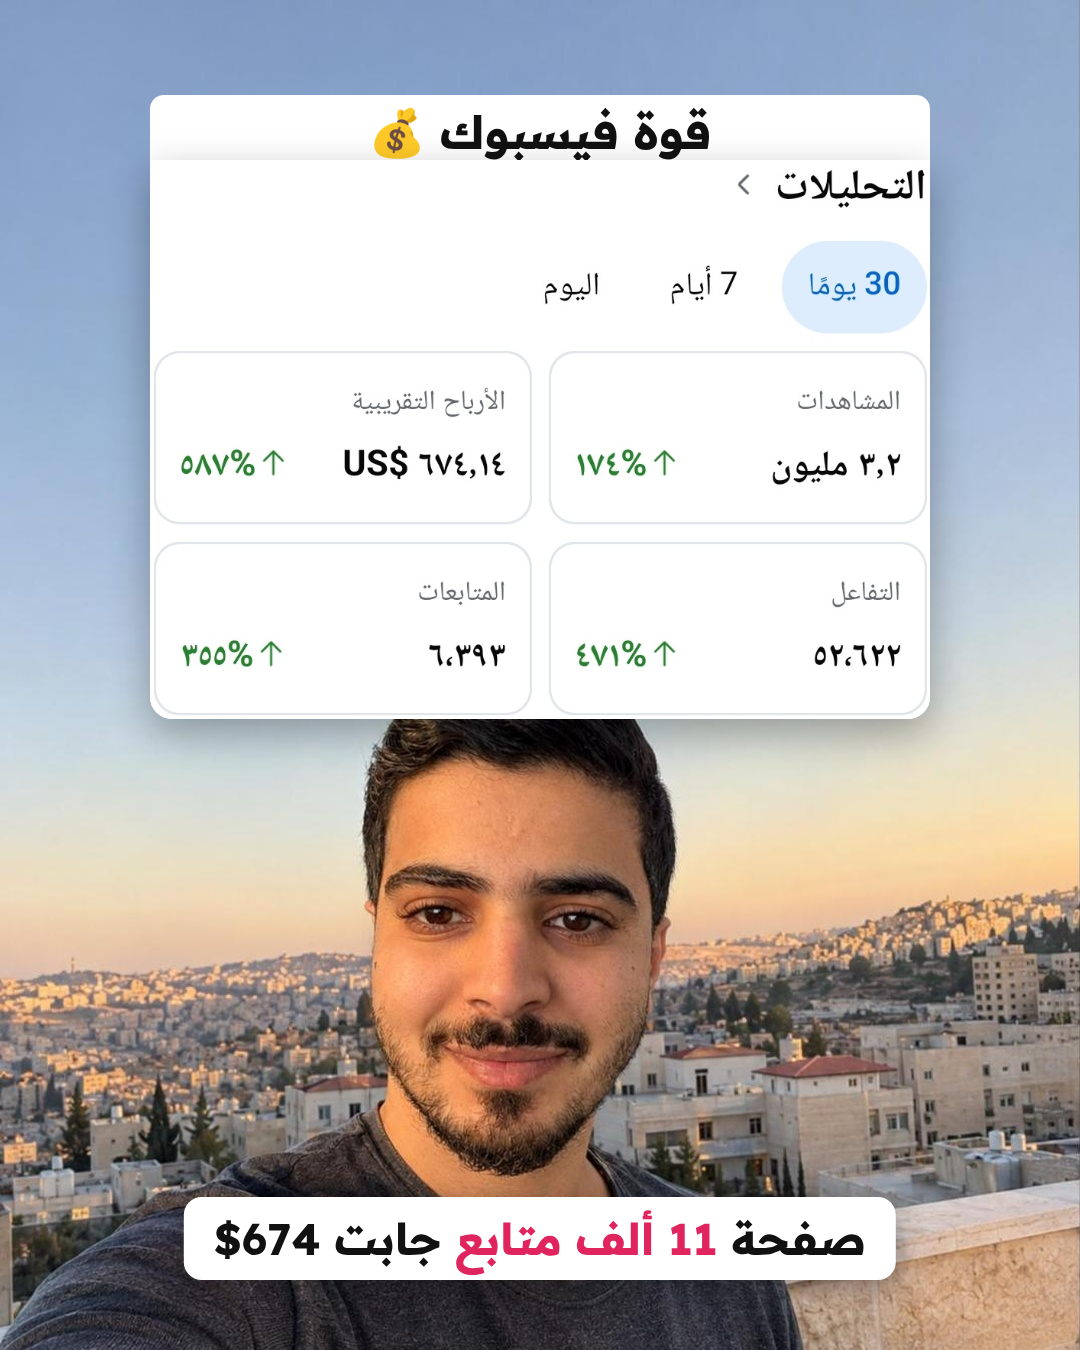 قوة فيسبوك 💰
التحليلات
30 يومًا 7 أيام اليوم
المشاهدات
٣,٢ مليون ↑ ١٧٤%
الأرباح التقريبية
US$ ٦٧٤,١٤ ↑ ٥٨٧%
التفاعل
٥٢،٦٢٢ ↑ ٤٧١%
المتابعات
٦،٣٩٣ ↑ ٣٥٥%
صفحة 11 ألف متابع جابت 674$